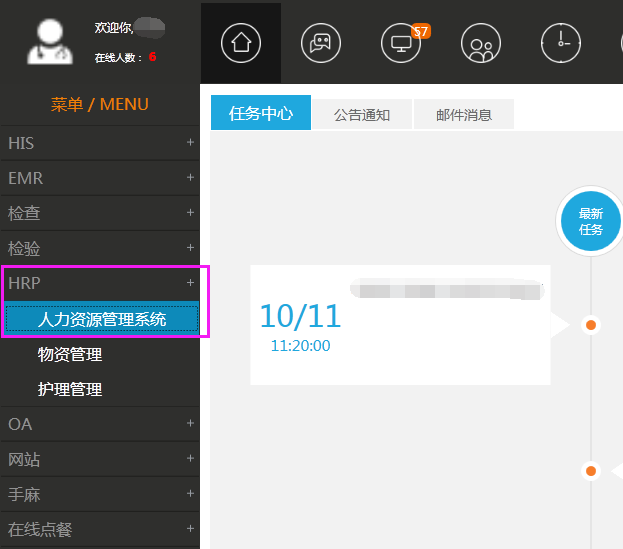 欢迎你,
在线人数： 6
57
菜单 / MENU
HIS +
EMR +
检查 +
检验 +
HRP +
人力资源管理系统
物资管理
护理管理
OA +
网站 +
手麻 +
在线点餐 +
任务中心 公告通知 邮件消息
最新
任务
10/11
11:20:00